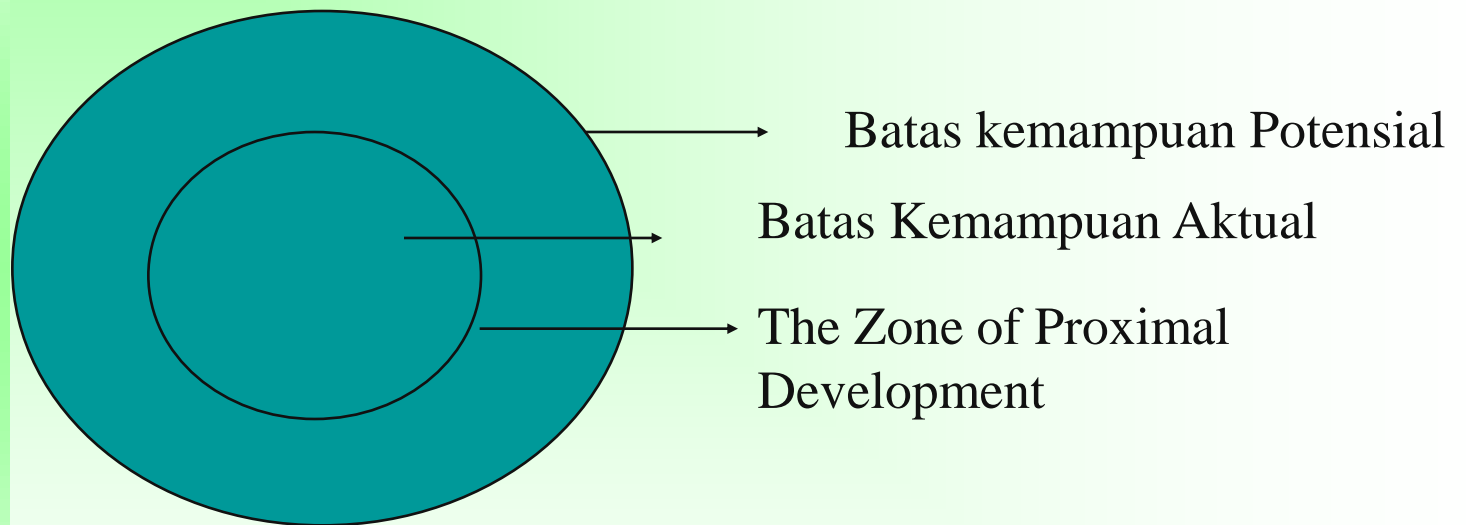 Batas kemampuan Potensial
Batas Kemampuan Aktual
The Zone of Proximal
Development